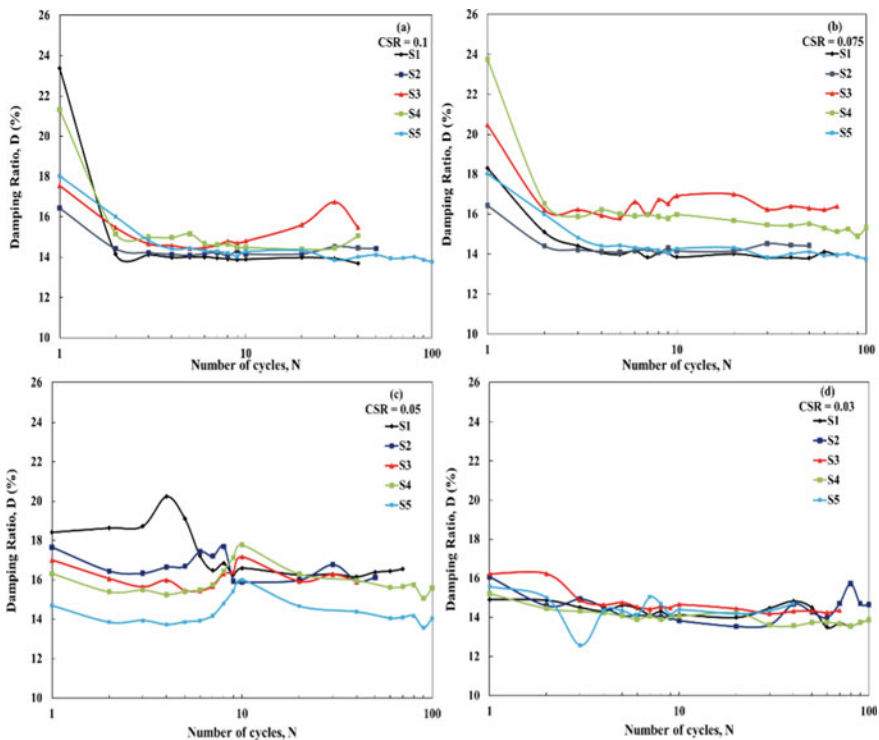 (a)
CSR = 0.1
S1
S2
S3
S4
S5
26
24
22
20
18
16
14
12
10
1
10
100
Damping Ratio, D (%)
Number of cycles, N
(b)
CSR = 0.075
S1
S2
S3
S4
S5
26
24
22
20
18
16
14
12
10
1
10
100
Damping Ratio, D (%)
Number of cycles, N
(c)
CSR = 0.05
S1
S2
S3
S4
S5
26
24
22
20
18
16
14
12
10
1
10
100
Damping Ratio, D (%)
Number of cycles, N
(d)
CSR = 0.03
S1
S2
S3
S4
S5
26
24
22
20
18
16
14
12
10
1
10
100
Damping Ratio, D (%)
Number of cycles, N